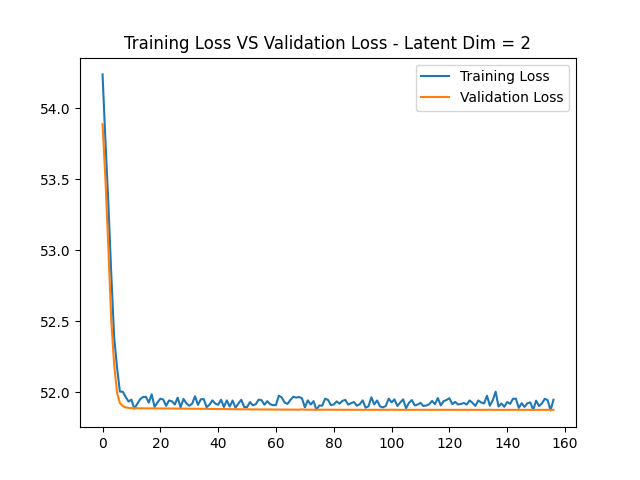 Training Loss VS Validation Loss - Latent Dim = 2
Training Loss
Validation Loss
54.0
53.5
53.0
52.5
52.0
0 20 40 60 80 100 120 140 160